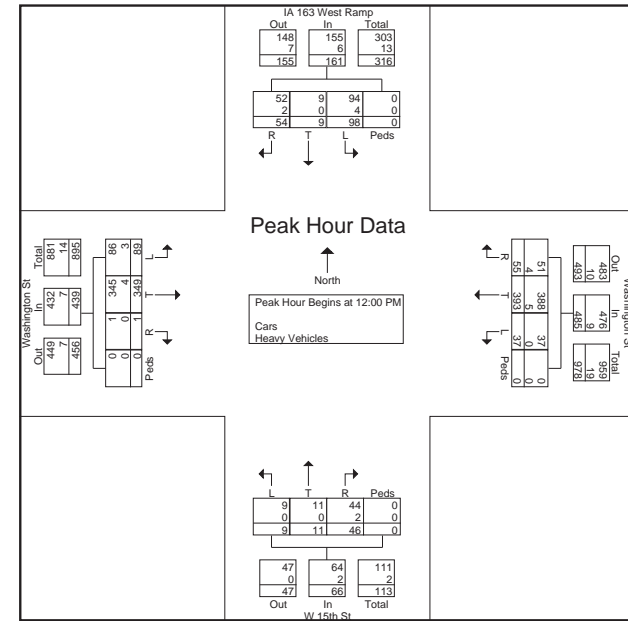 IA 163 West Ramp
Out In Total
148 155 303
7 6 13
155 161 316
52 9 94 0
2 0 4 0
54 9 98 0
R T L Peds
Peak Hour Data
North
Peak Hour Begins at 12:00 PM
Cars
Heavy Vehicles
Washington St
Total In Out
881 432 449
14 7 7
895 439 456
L T R Peds
86 345 1 0
3 4 0 0
89 349 1 0
Washington St
Out In Total
483 476 959
10 9 19
493 485 978
R T L Peds
51 388 37 0
4 5 0 0
55 393 37 0
L T R Peds
9 11 44 0
0 0 2 0
9 11 46 0
47 64 111
0 2 2
47 66 113
Out In Total
W 15th St